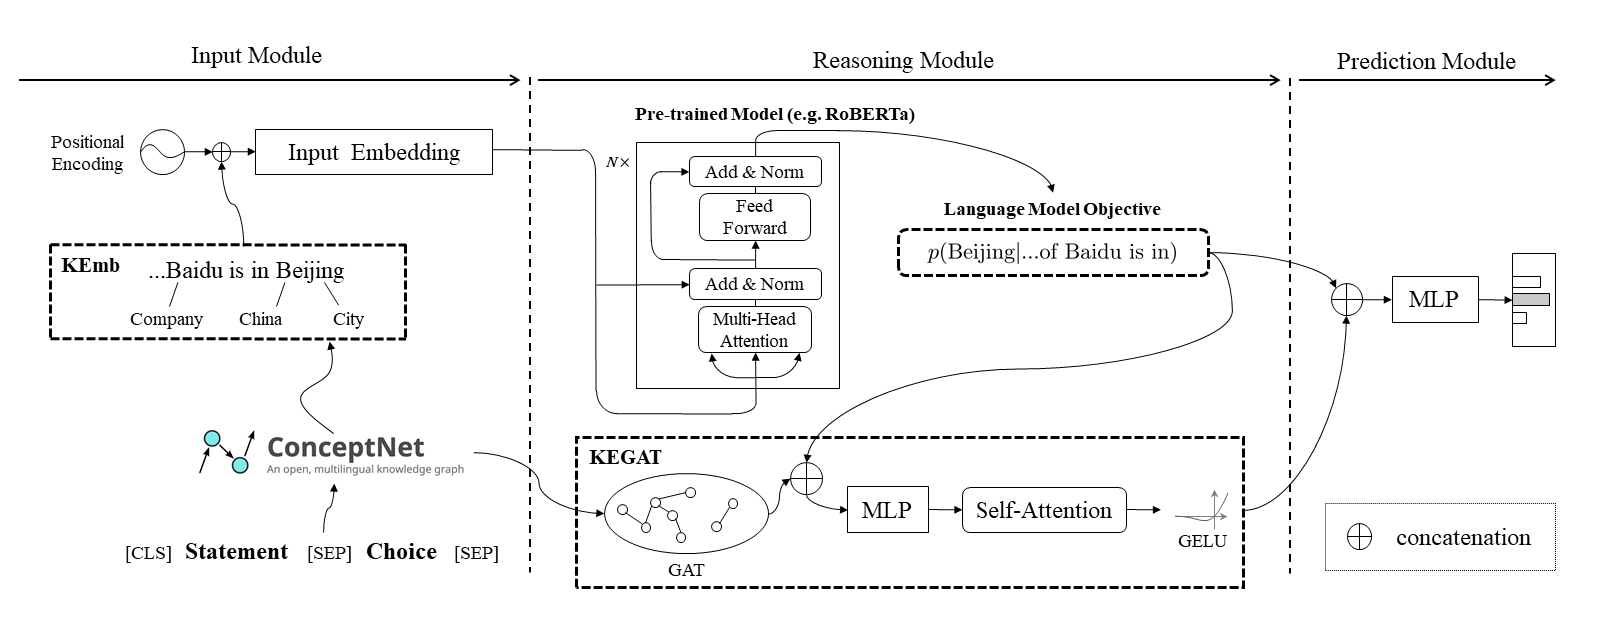 Input Module
Reasoning Module
Prediction Module
Positional
Encoding
Input Embedding
KEmb
...Baidu is in Beijing
Company
China
City
ConceptNet
An open, multilingual knowledge graph
[CLS] Statement [SEP] Choice [SEP]
Pre-trained Model (e.g. RoBERTa)
N×
Add & Norm
Feed
Forward
Add & Norm
Multi-Head
Attention
Language Model Objective
p(Beijing|...of Baidu is in)
KEGAT
GAT
MLP
Self-Attention
GELU
MLP
concatenation